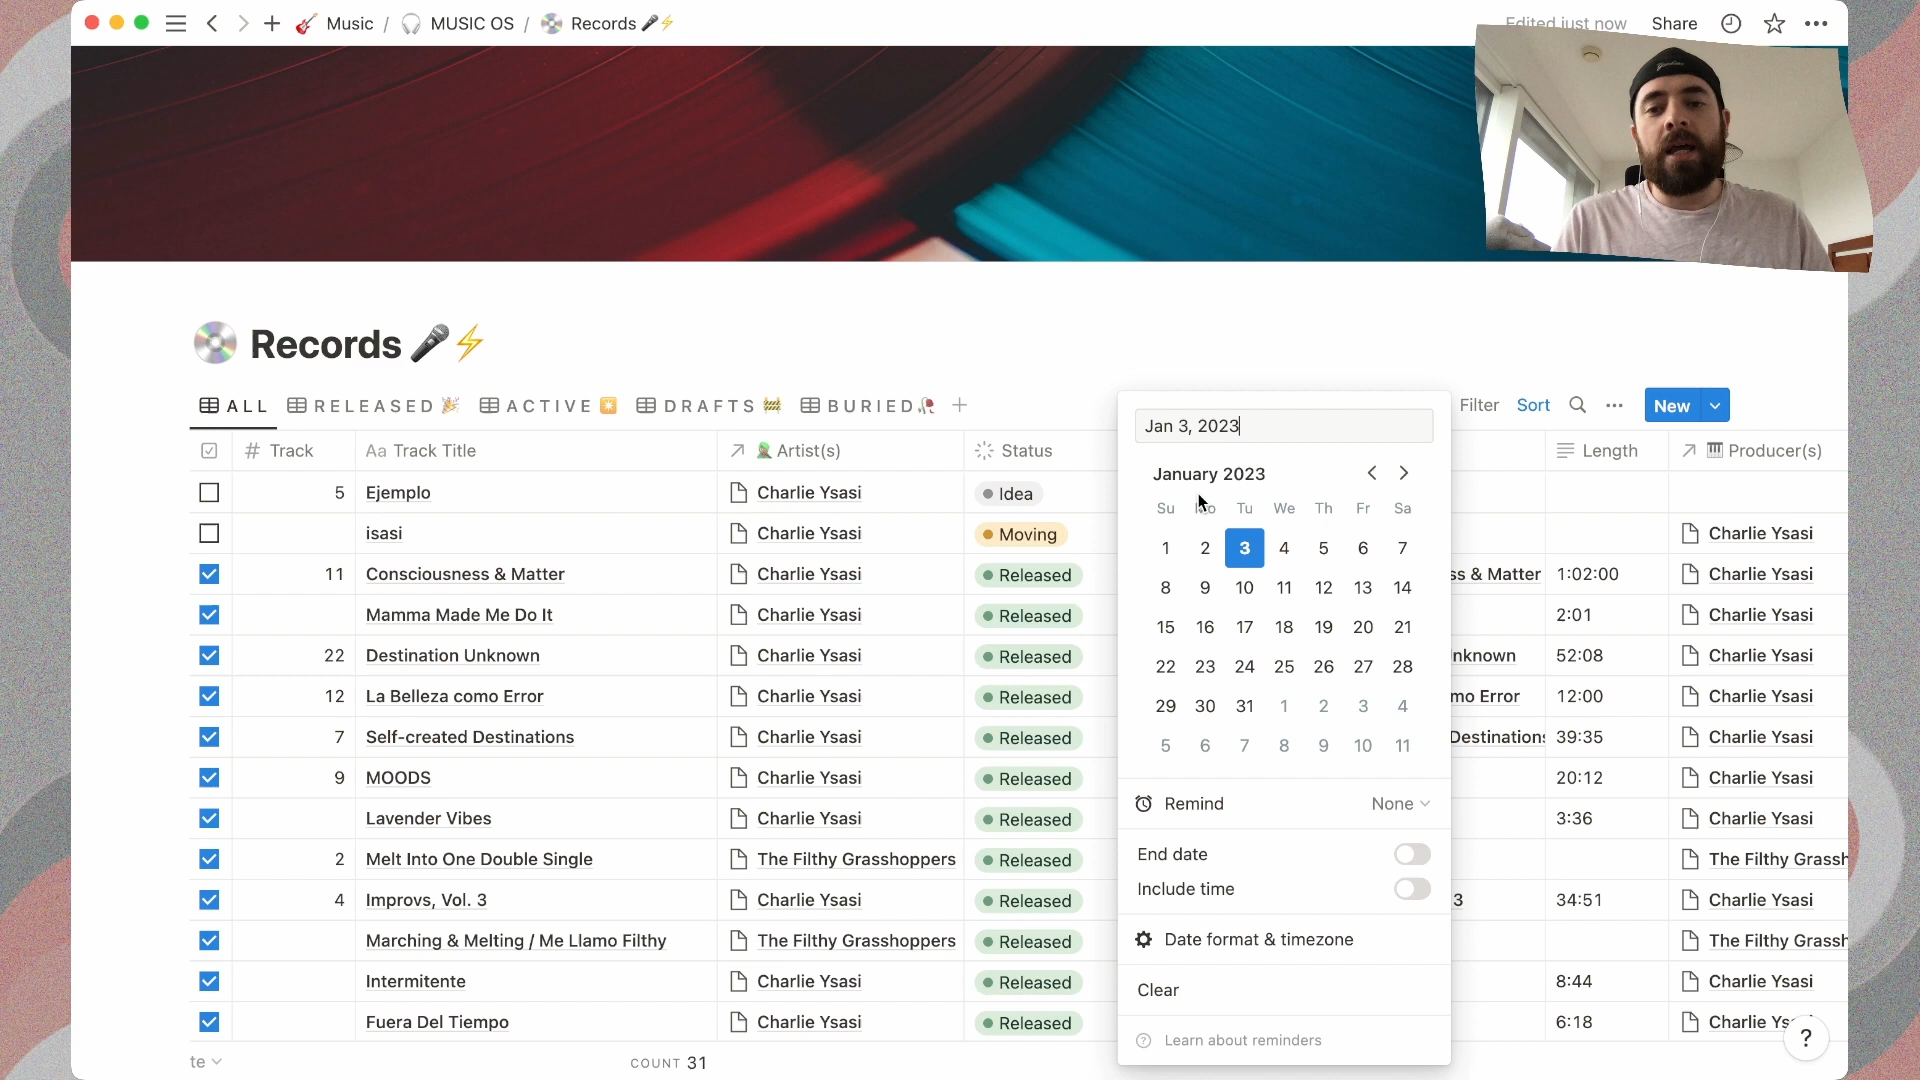 Music / MUSIC OS / Records
Edited just now
Share
Records
ALL
RELEASED
ACTIVE
DRAFTS
BURIED
Filter
Sort
New
# Track
Aa Track Title
Artist(s)
Status
Length
Producer(s)
5 Ejemplo Charlie Ysasi Idea
isasi Charlie Ysasi Moving Charlie Ysasi
11 Consciousness & Matter Charlie Ysasi Released ss & Matter 1:02:00 Charlie Ysasi
Mamma Made Me Do It Charlie Ysasi Released 2:01 Charlie Ysasi
22 Destination Unknown Charlie Ysasi Released nknown 52:08 Charlie Ysasi
12 La Belleza como Error Charlie Ysasi Released mo Error 12:00 Charlie Ysasi
7 Self-created Destinations Charlie Ysasi Released Destinations 39:35 Charlie Ysasi
9 MOODS Charlie Ysasi Released 20:12 Charlie Ysasi
Lavender Vibes Charlie Ysasi Released 3:36 Charlie Ysasi
2 Melt Into One Double Single The Filthy Grasshoppers Released The Filthy Grassh
4 Improvs, Vol. 3 Charlie Ysasi Released 3 34:51 Charlie Ysasi
Marching & Melting / Me Llamo Filthy The Filthy Grasshoppers Released The Filthy Grassh
Intermitente Charlie Ysasi Released 8:44 Charlie Ysasi
Fuera Del Tiempo Charlie Ysasi Released 6:18 Charlie
te
COUNT 31
?
Jan 3, 2023
January 2023
Su Tu We Th Fr Sa
1 2 3 4 5 6 7
8 9 10 11 12 13 14
15 16 17 18 19 20 21
22 23 24 25 26 27 28
29 30 31 1 2 3 4
5 6 7 8 9 10 11
Remind None
End date
Include time
Date format & timezone
Clear
? Learn about reminders